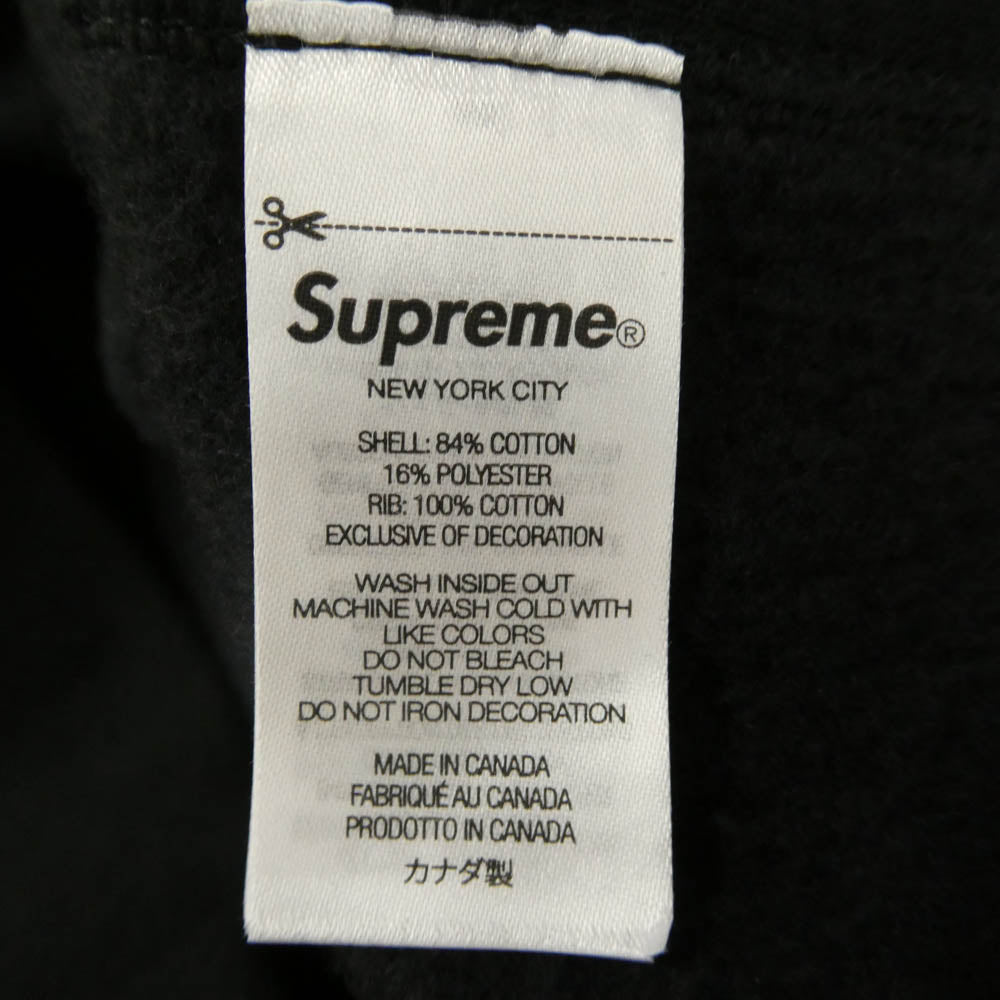 Supreme®
NEW YORK CITY
SHELL: 84% COTTON
16% POLYESTER
RIB: 100% COTTON
EXCLUSIVE OF DECORATION
WASH INSIDE OUT
MACHINE WASH COLD WITH
LIKE COLORS
DO NOT BLEACH
TUMBLE DRY LOW
DO NOT IRON DECORATION
MADE IN CANADA
FABRIQUÉ AU CANADA
PRODOTTO IN CANADA
カナダ製